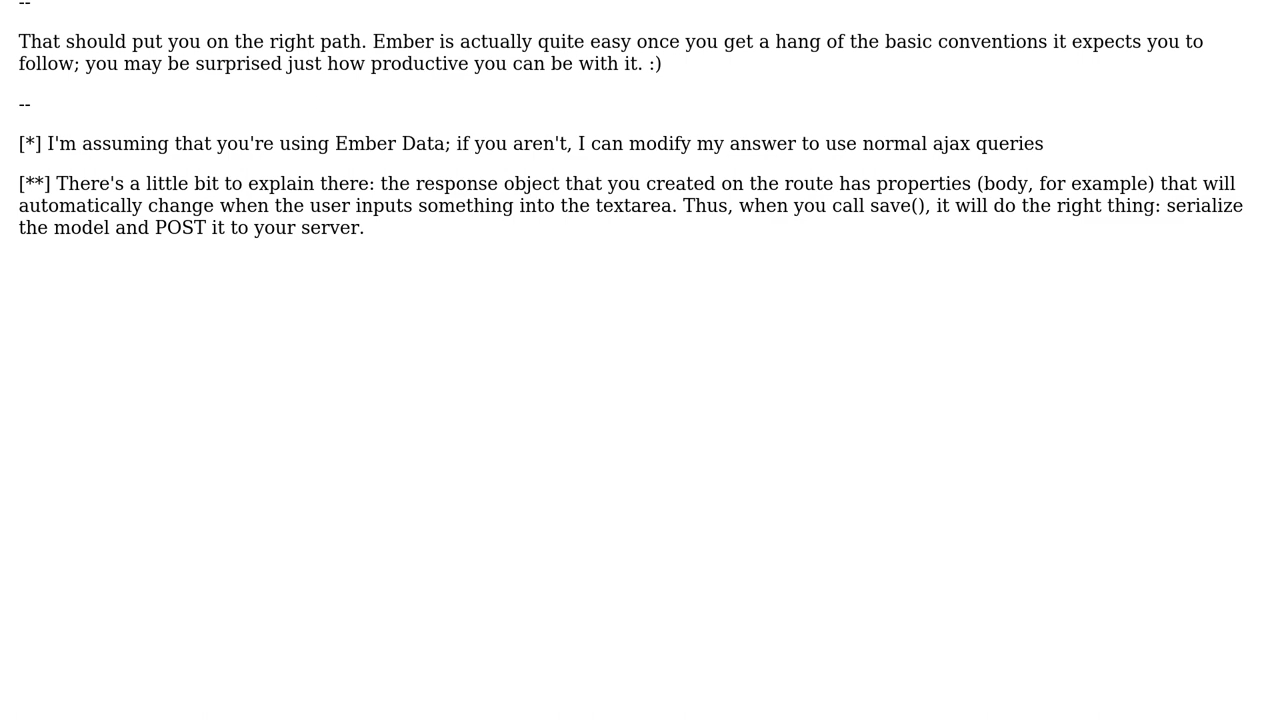 --
That should put you on the right path. Ember is actually quite easy once you get a hang of the basic conventions it expects you to
follow; you may be surprised just how productive you can be with it. :)
--
[*] I'm assuming that you're using Ember Data; if you aren't, I can modify my answer to use normal ajax queries
[**] There's a little bit to explain there: the response object that you created on the route has properties (body, for example) that will
automatically change when the user inputs something into the textarea. Thus, when you call save(), it will do the right thing: serialize
the model and POST it to your server.